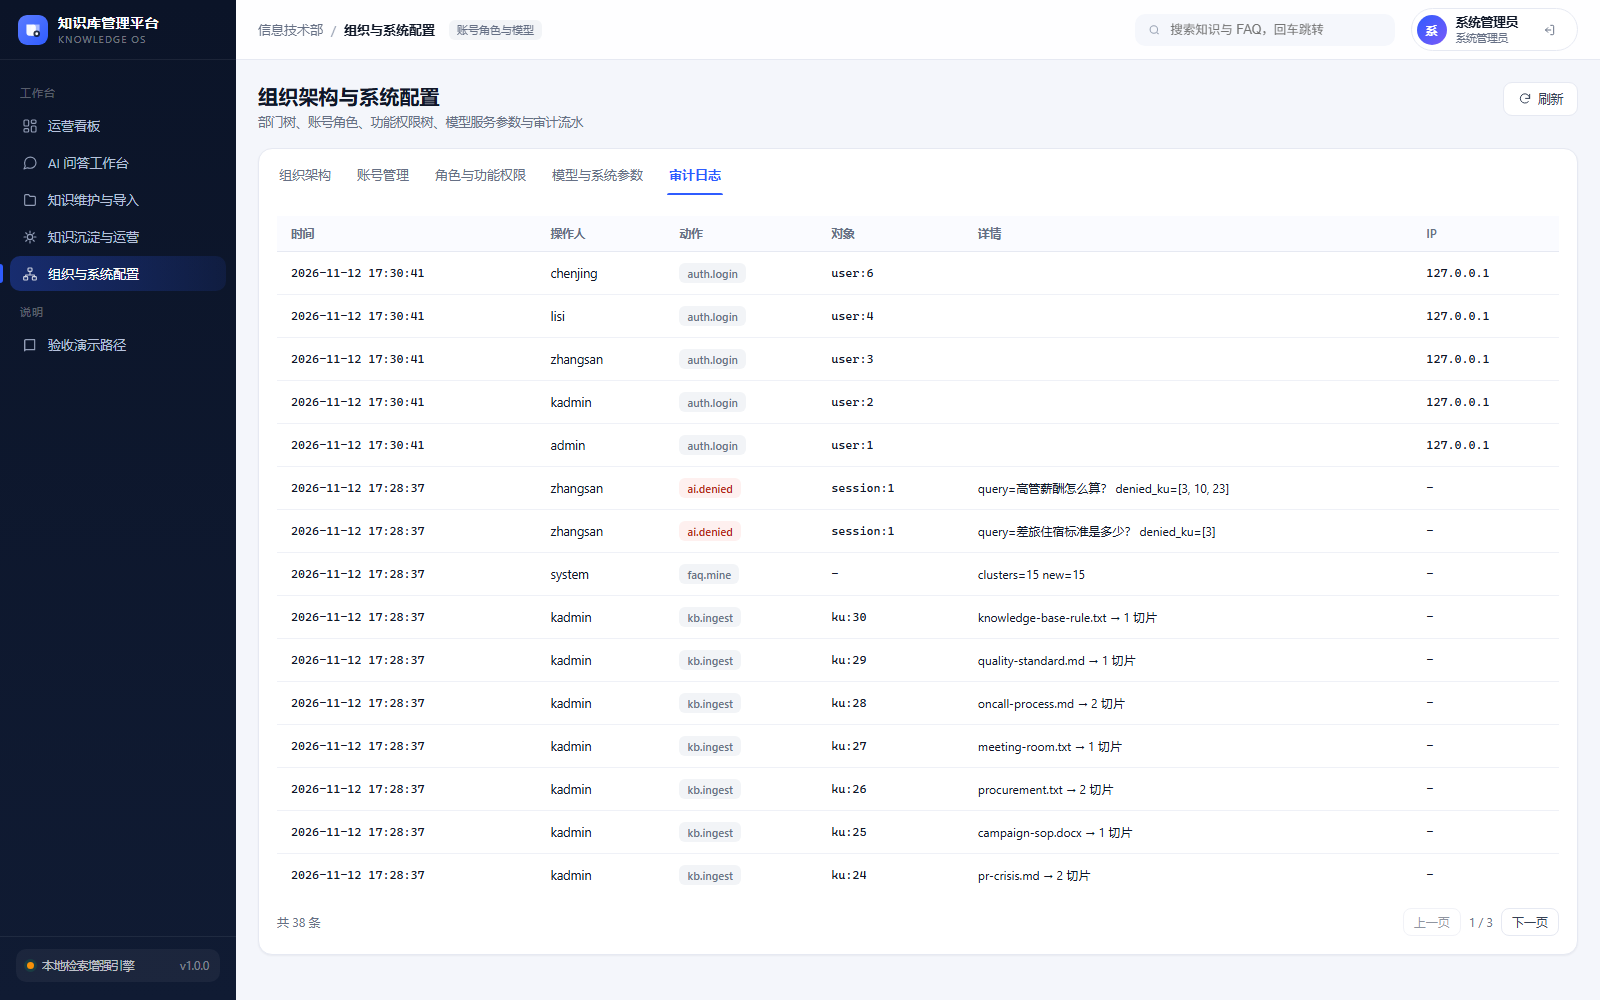 知识库管理平台
KNOWLEDGE OS
工作台
运营看板
AI 问答工作台
知识维护与导入
知识沉淀与运营
组织与系统配置
说明
验收演示路径
本地检索增强引擎 v1.0.0
信息技术部 / 组织与系统配置 账号角色与模型
搜索知识与 FAQ，回车跳转
系 系统管理员
系统管理员
组织架构与系统配置
部门树、账号角色、功能权限树、模型服务参数与审计流水
刷新
组织架构 账号管理 角色与功能权限 模型与系统参数 审计日志
时间 操作人 动作 对象 详情 IP
2026-11-12 17:30:41 chenjing auth.login user:6 127.0.0.1
2026-11-12 17:30:41 lisi auth.login user:4 127.0.0.1
2026-11-12 17:30:41 zhangsan auth.login user:3 127.0.0.1
2026-11-12 17:30:41 kadmin auth.login user:2 127.0.0.1
2026-11-12 17:30:41 admin auth.login user:1 127.0.0.1
2026-11-12 17:28:37 zhangsan ai.denied session:1 query=高管薪酬怎么算？ denied_ku=[3, 10, 23] –
2026-11-12 17:28:37 zhangsan ai.denied session:1 query=差旅住宿标准是多少？ denied_ku=[3] –
2026-11-12 17:28:37 system faq.mine – clusters=15 new=15 –
2026-11-12 17:28:37 kadmin kb.ingest ku:30 knowledge-base-rule.txt → 1 切片 –
2026-11-12 17:28:37 kadmin kb.ingest ku:29 quality-standard.md → 1 切片 –
2026-11-12 17:28:37 kadmin kb.ingest ku:28 oncall-process.md → 2 切片 –
2026-11-12 17:28:37 kadmin kb.ingest ku:27 meeting-room.txt → 1 切片 –
2026-11-12 17:28:37 kadmin kb.ingest ku:26 procurement.txt → 2 切片 –
2026-11-12 17:28:37 kadmin kb.ingest ku:25 campaign-sop.docx → 1 切片 –
2026-11-12 17:28:37 kadmin kb.ingest ku:24 pr-crisis.md → 2 切片 –
共 38 条 上一页 1 / 3 下一页